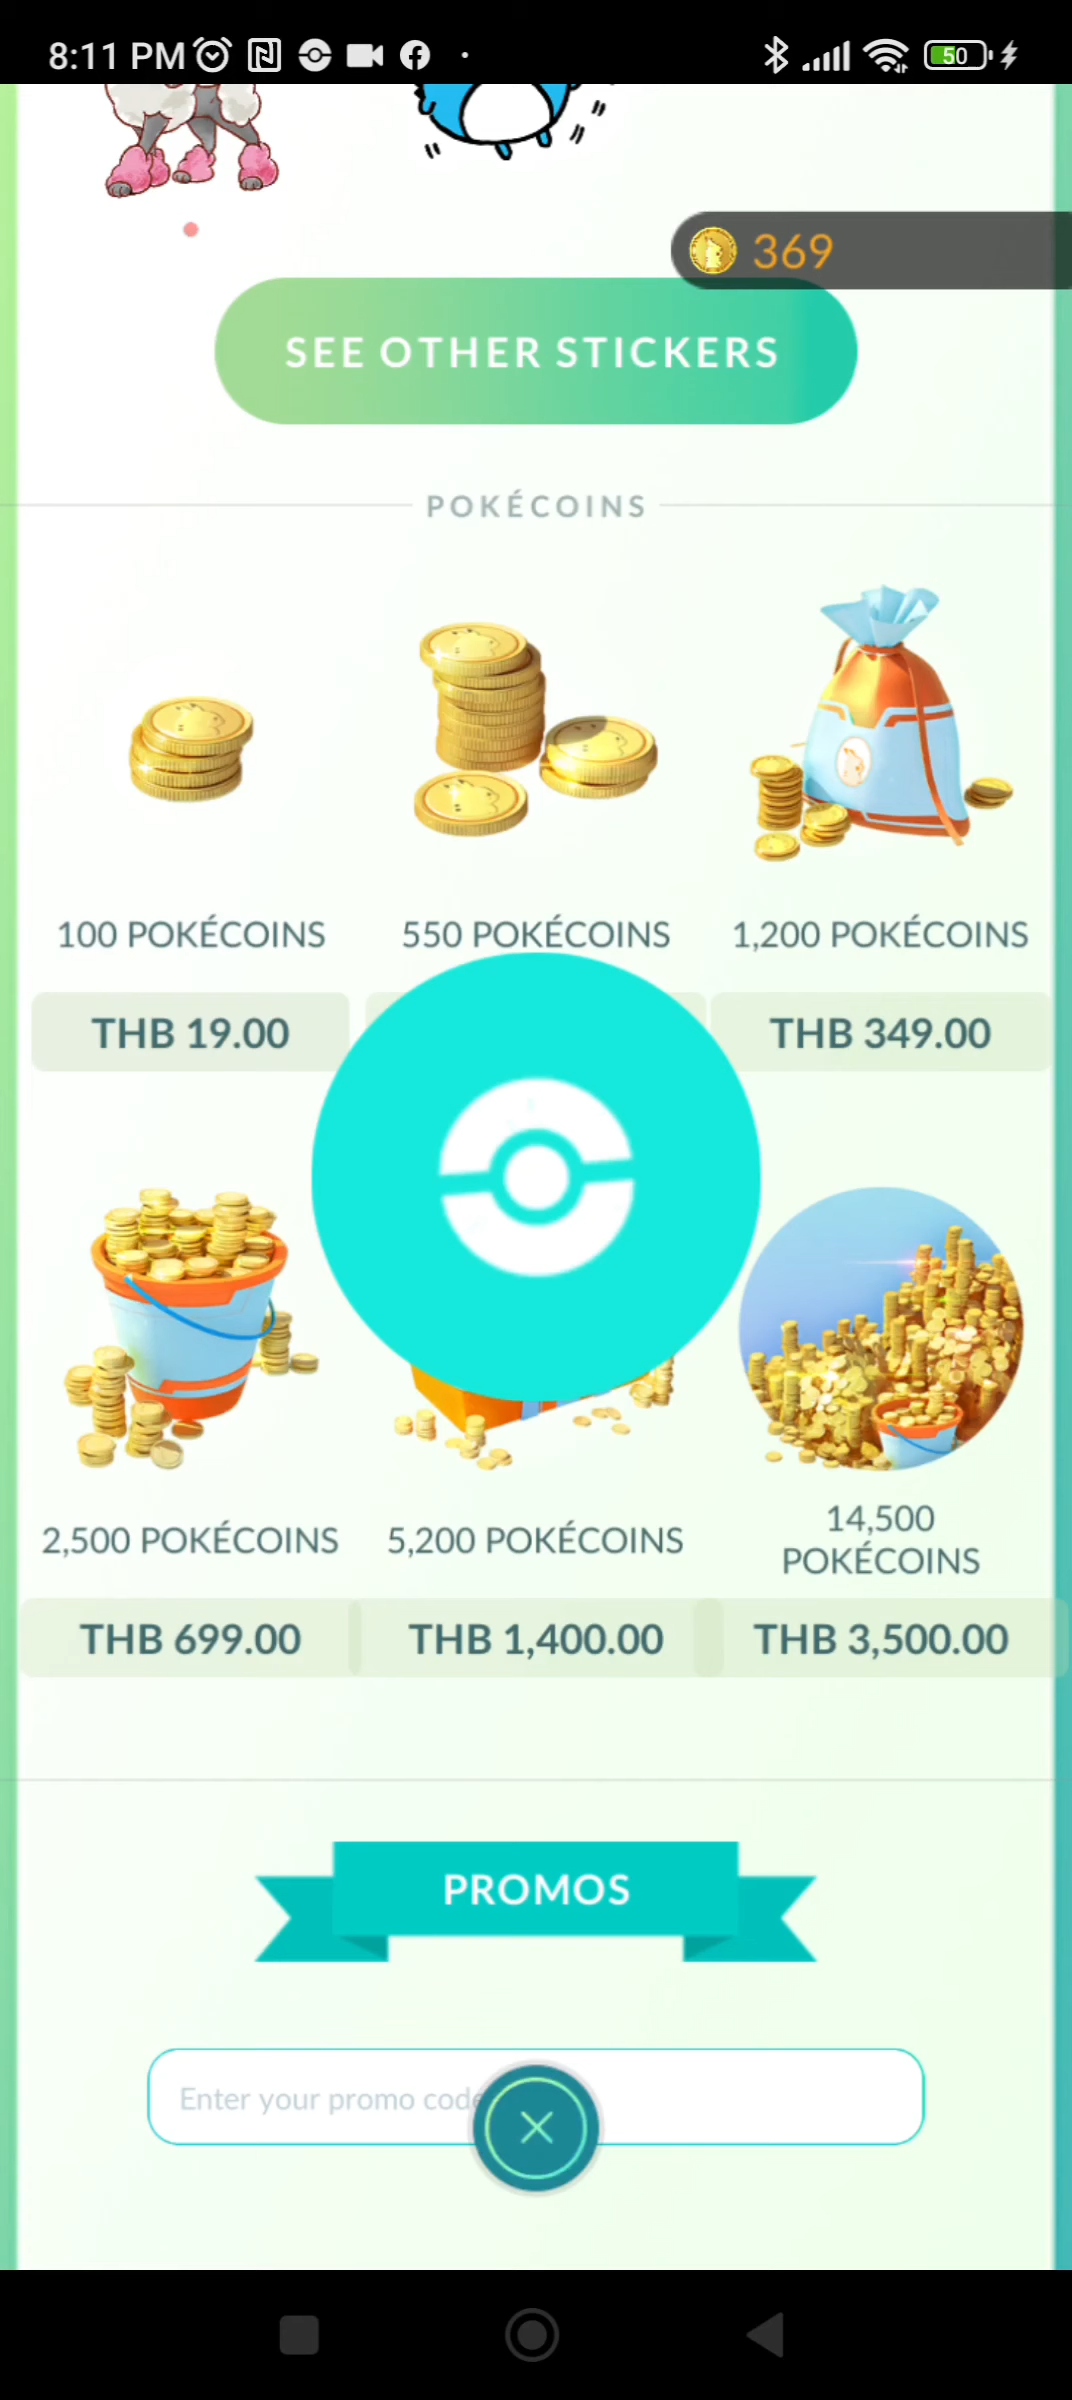 8:11 PM
50
369
SEE OTHER STICKERS
POKÉCOINS
100 POKÉCOINS
550 POKÉCOINS
1,200 POKÉCOINS
THB 19.00
THB 349.00
2,500 POKÉCOINS
5,200 POKÉCOINS
14,500
POKÉCOINS
THB 699.00
THB 1,400.00
THB 3,500.00
PROMOS
Enter your promo code